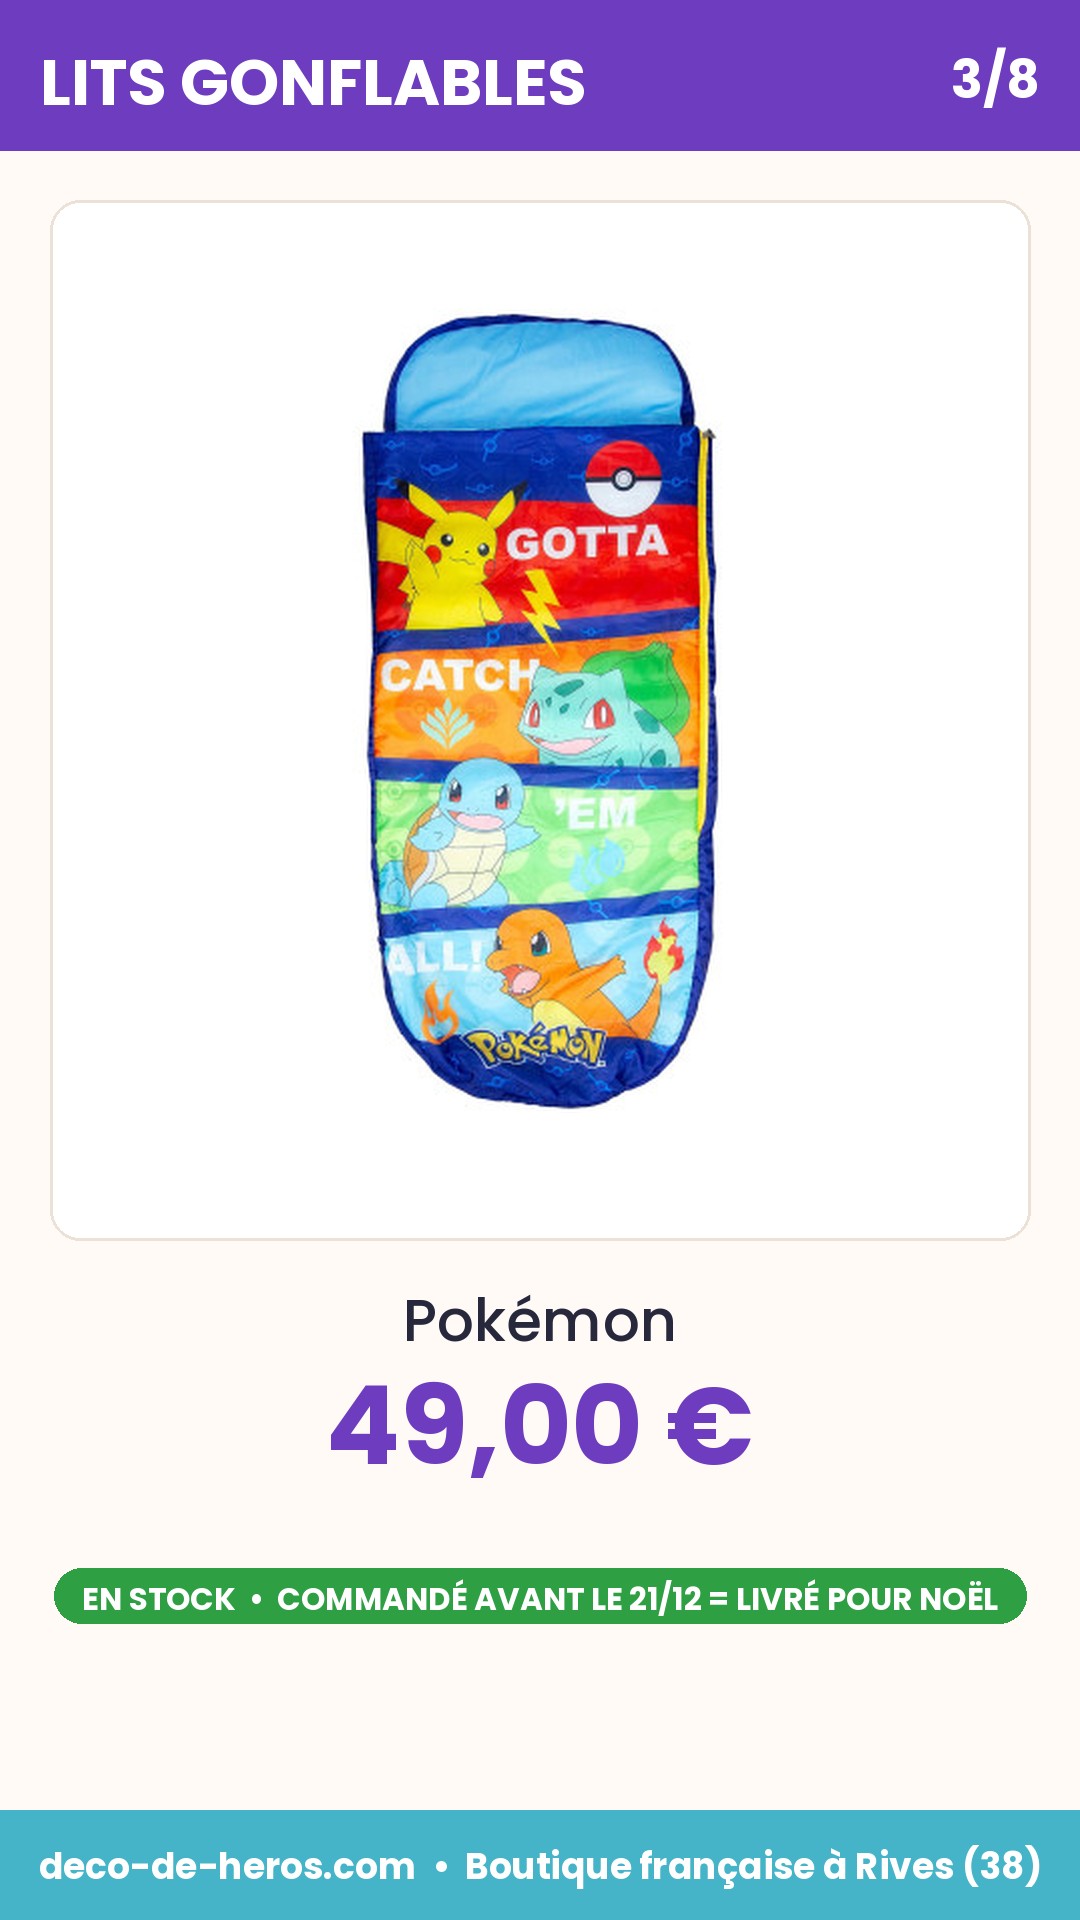 LITS GONFLABLES
3/8
GOTTA
CATCH
'EM
ALL!
POKéMON
Pokémon
49,00 €
EN STOCK • COMMANDÉ AVANT LE 21/12 = LIVRÉ POUR NOËL
deco-de-heros.com • Boutique française à Rives (38)